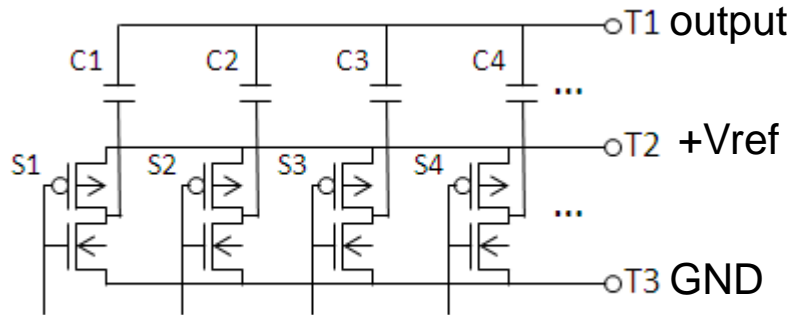 T1 output
C1 C2 C3 C4 ...
T2 +Vref
S1 S2 S3 S4
...
T3 GND